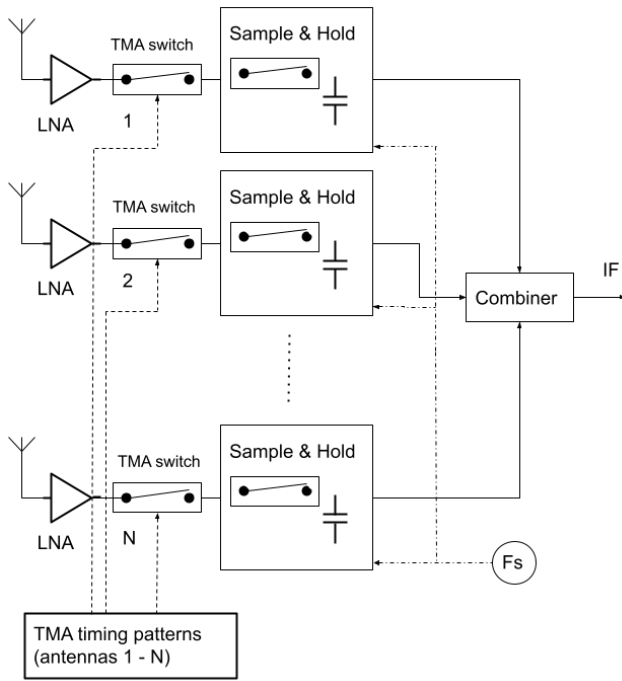 Sample & Hold
TMA switch
LNA
1
Sample & Hold
TMA switch
LNA
2
IF
Combiner
Sample & Hold
TMA switch
LNA
N
Fs
TMA timing patterns
(antennas 1 - N)